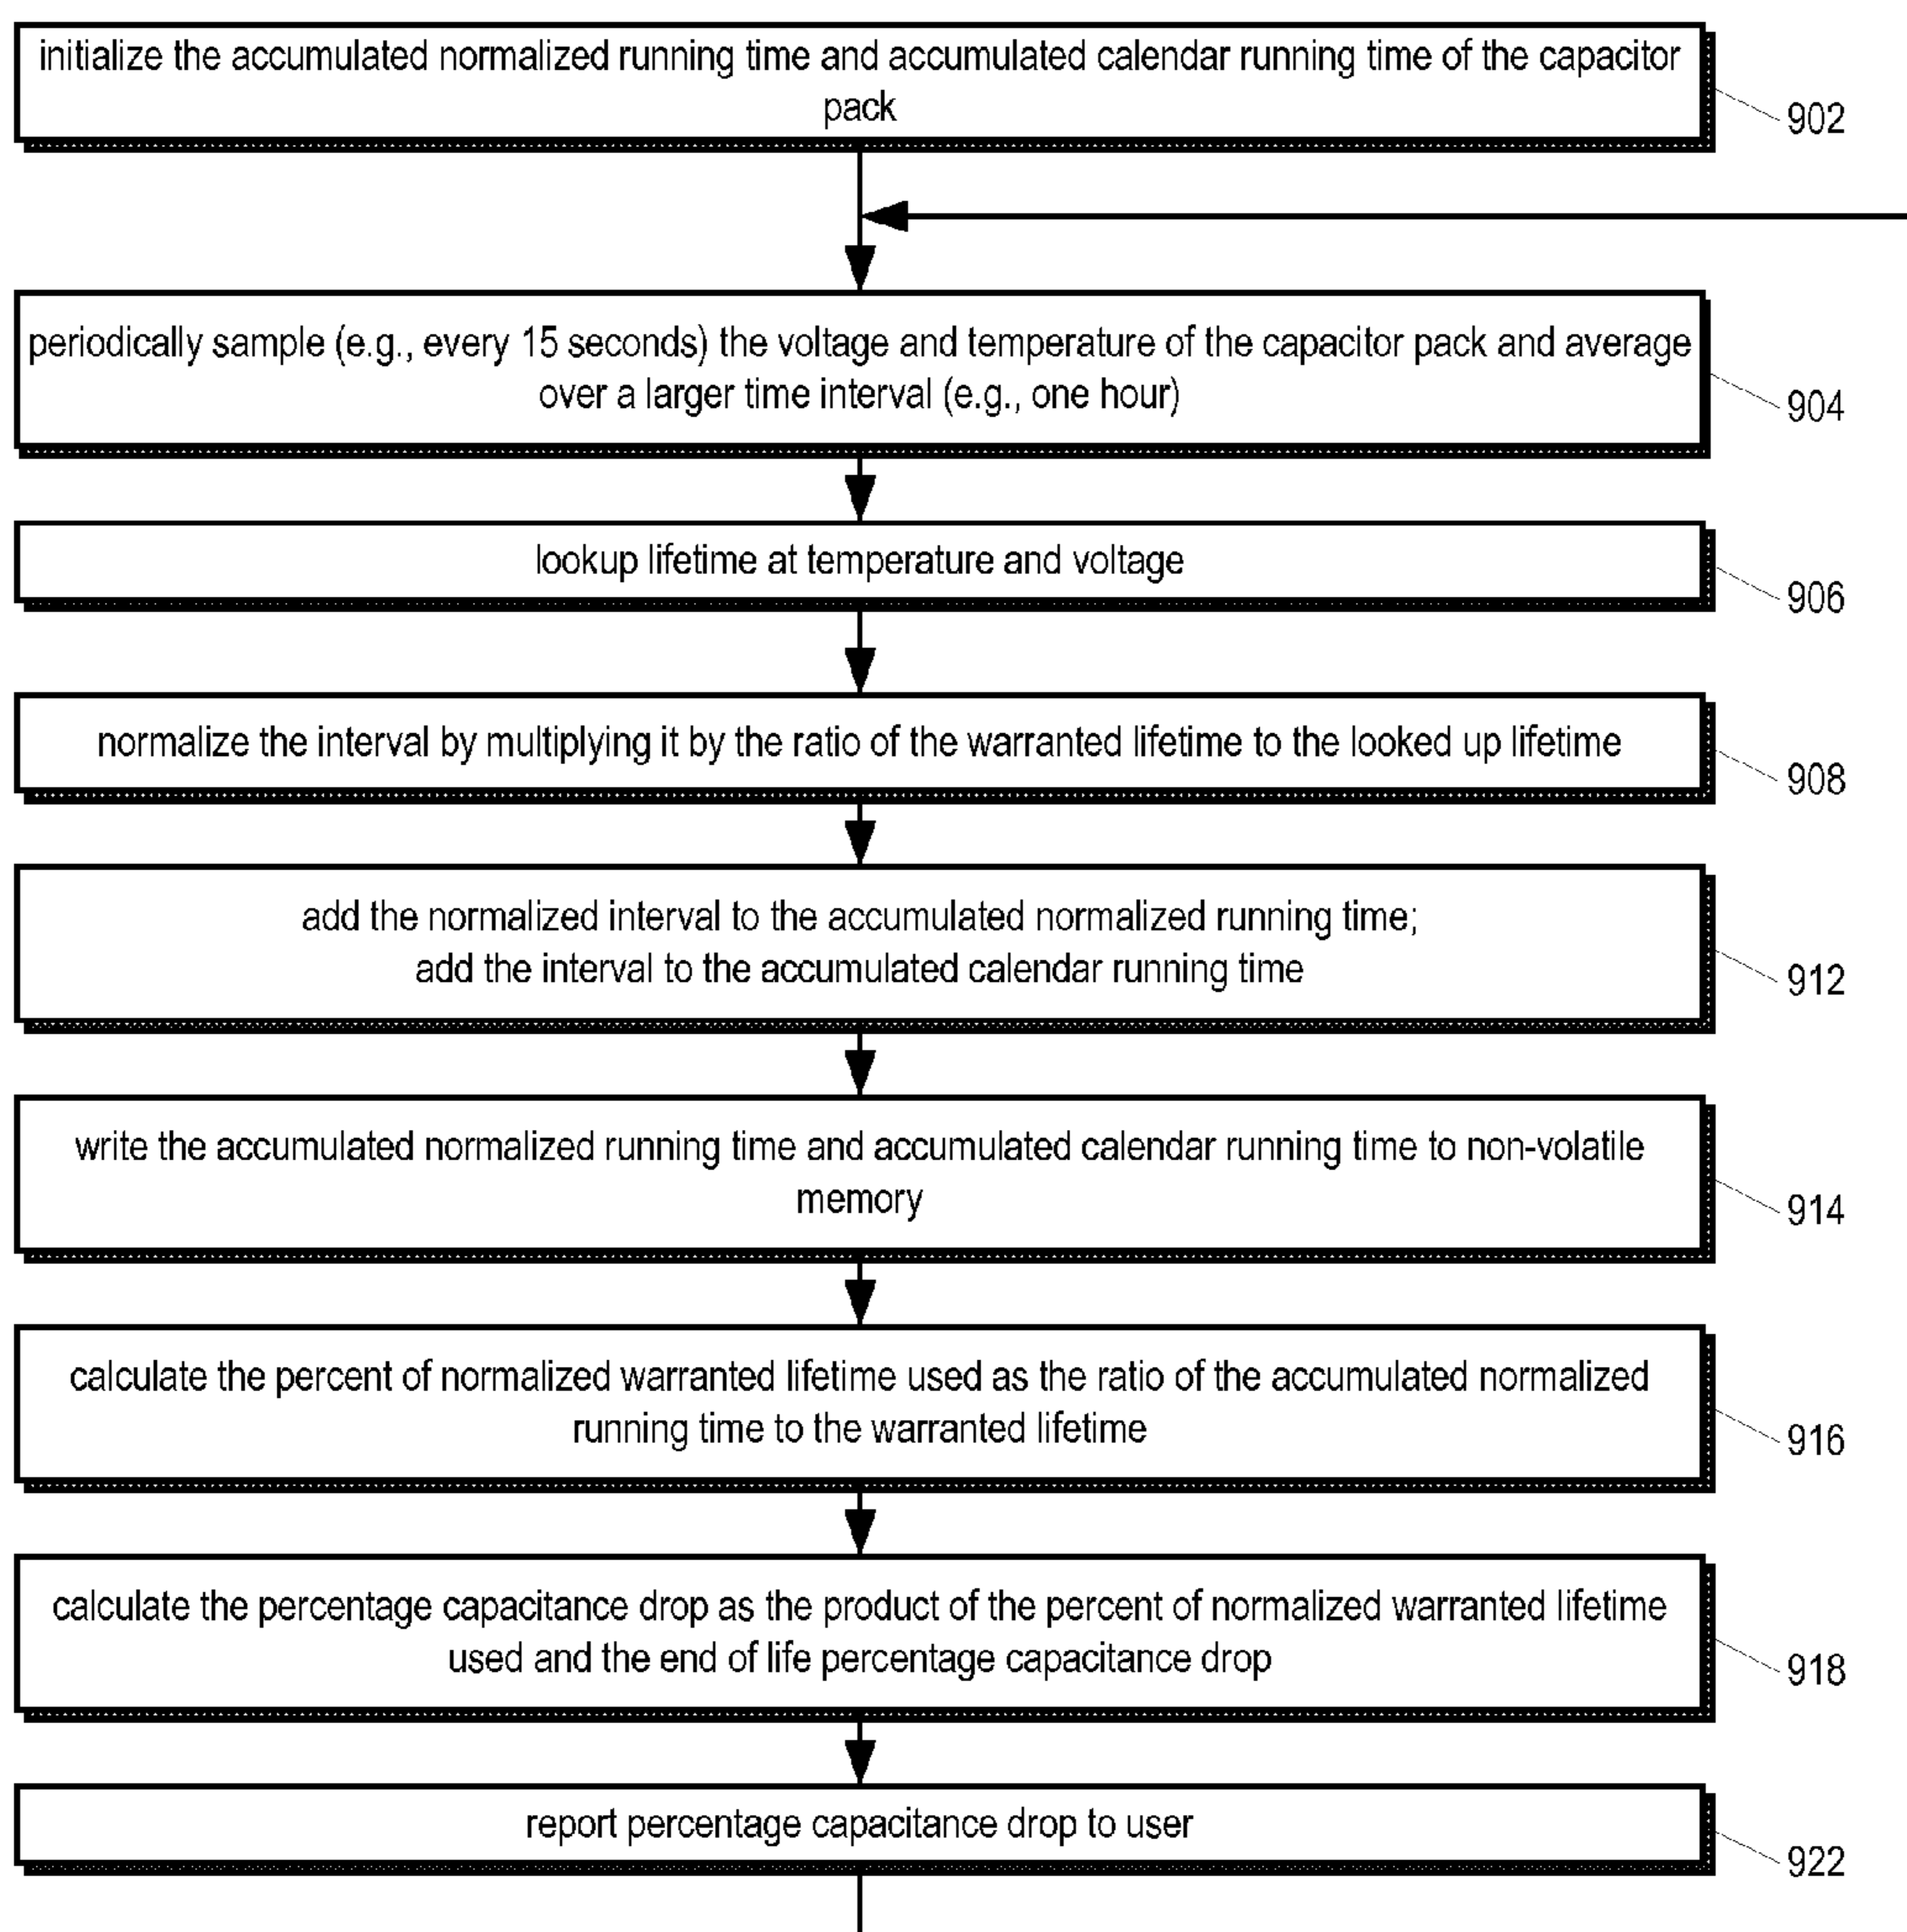 initialize the accumulated normalized running time and accumulated calendar running time of the capacitor
pack
902
periodically sample (e.g., every 15 seconds) the voltage and temperature of the capacitor pack and average
over a larger time interval (e.g., one hour)
904
lookup lifetime at temperature and voltage
906
normalize the interval by multiplying it by the ratio of the warranted lifetime to the looked up lifetime
908
add the normalized interval to the accumulated normalized running time;
add the interval to the accumulated calendar running time
912
write the accumulated normalized running time and accumulated calendar running time to non-volatile
memory
914
calculate the percent of normalized warranted lifetime used as the ratio of the accumulated normalized
running time to the warranted lifetime
916
calculate the percentage capacitance drop as the product of the percent of normalized warranted lifetime
used and the end of life percentage capacitance drop
918
report percentage capacitance drop to user
922